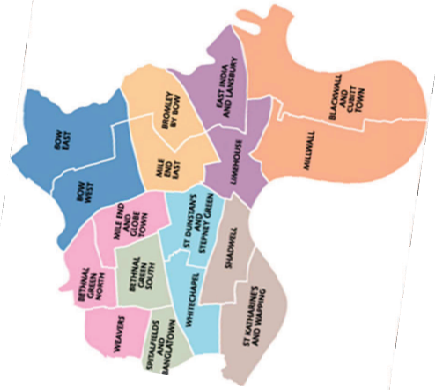 BOW
EAST
BOW
WEST
BROMLEY
BY BOW
MILE
END
EAST
EAST INDIA
AND LANSBURY
LIMEHOUSE
BLACKWALL
AND
CUBITT
TOWN
MILLWALL
MILE END
AND
GLOBE
TOWN
ST DUNSTAN'S
AND
STEPNEY GREEN
BETHNAL
GREEN
NORTH
BETHNAL
GREEN
SOUTH
WHITECHAPEL
SHADWELL
WEAVERS
SPITALFIELDS
AND
BANGLATOWN
ST KATHARINE'S
AND WAPPING